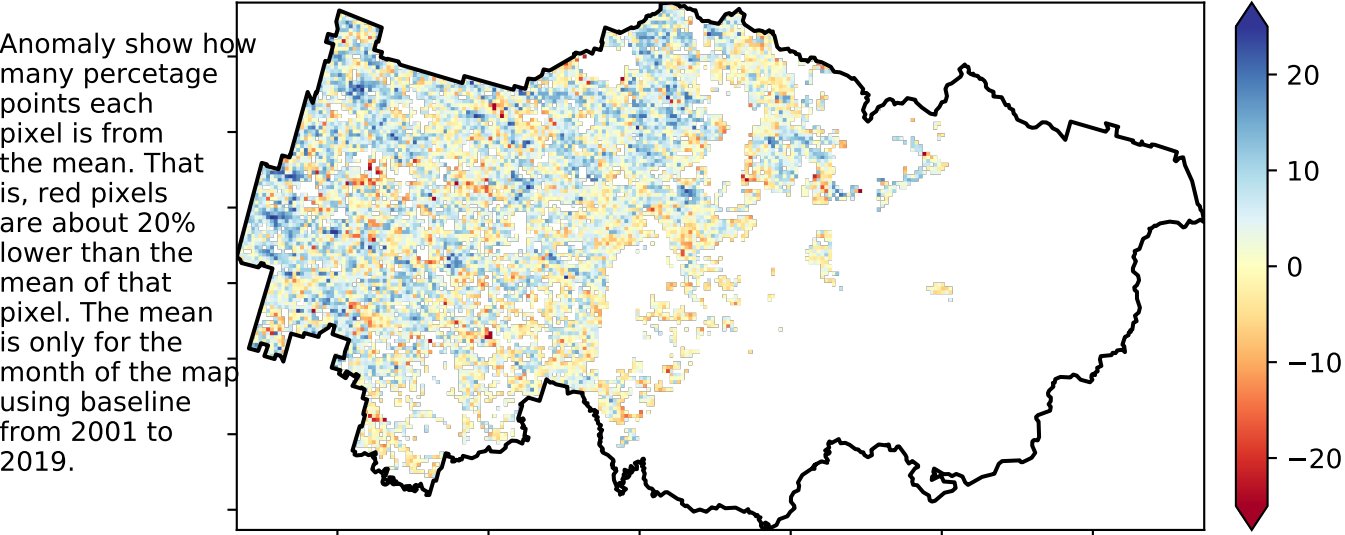 Anomaly show how
many percetage
points each
pixel is from
the mean. That
is, red pixels
are about 20%
lower than the
mean of that
pixel. The mean
is only for the
month of the map
using baseline
from 2001 to
2019.
20
10
0
−10
−20